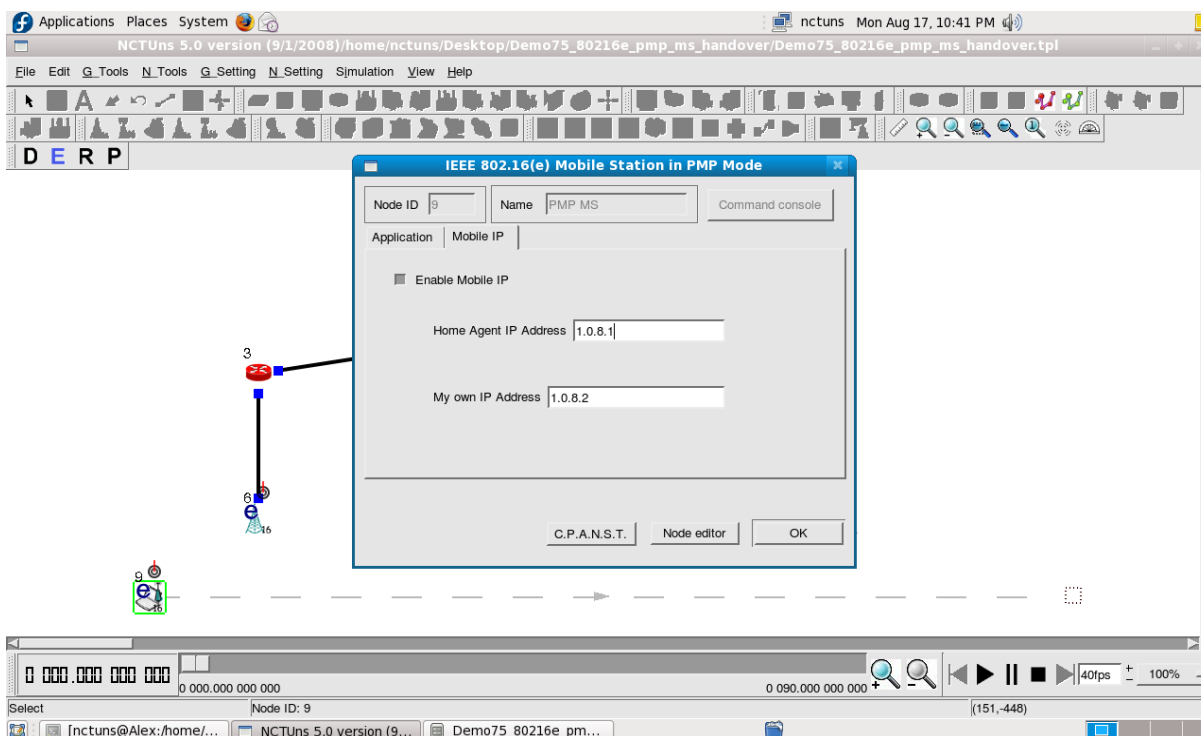 Applications Places System nctuns Mon Aug 17, 10:41 PM
NCTUns 5.0 version (9/1/2008)/home/nctuns/Desktop/Demo75_80216e_pmp_ms_handover/Demo75_80216e_pmp_ms_handover.tpl
File Edit G_Tools N_Tools G_Setting N_Setting Simulation View Help
D E R P
IEEE 802.16(e) Mobile Station in PMP Mode
Node ID 9 Name PMP MS Command console
Application Mobile IP
Enable Mobile IP
Home Agent IP Address 1.0.8.1
3
My own IP Address 1.0.8.2
6
e
16
C.P.A.N.S.T. Node editor OK
9
e
16
0 000.000 000 000
0 000.000 000 000 0 090.000 000 000 40fps 100%
Select Node ID: 9 (151,-448)
[nctuns@Alex:/home/... NCTUns 5.0 version (9... Demo75_80216e_pm...